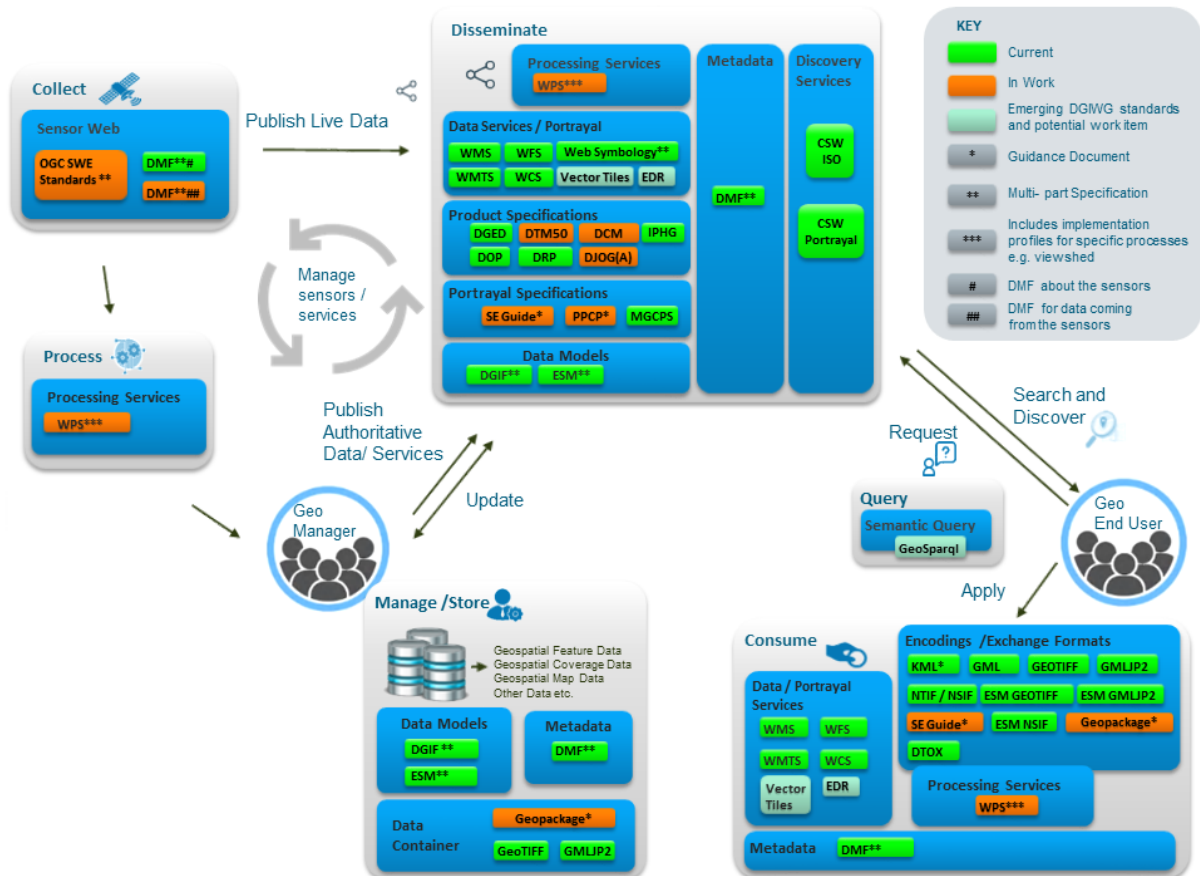 Collect
Sensor Web
OGC SWE
Standards **
DMF**#
DMF**##
Publish Live Data
Process
Processing Services
WPS***
Manage
sensors /
services
Disseminate
Processing Services
WPS***
Data Services / Portrayal
WMS WFS Web Symbology**
WMTS WCS Vector Tiles EDR
Product Specifications
DGED DTM50 DCM IPHG
DOP DRP DJOG(A)
Portrayal Specifications
SE Guide* PPCP* MGCPS
Data Models
DGIF** ESM**
Metadata
DMF**
Discovery
Services
CSW
ISO
CSW
Portrayal
KEY
Current
In Work
Emerging DGIWG standards
and potential work item
* Guidance Document
** Multi- part Specification
*** Includes implementation
profiles for specific processes
e.g. viewshed
# DMF about the sensors
## DMF for data coming
from the sensors
Publish
Authoritative
Data/ Services
Update
Geo
Manager
Search and
Discover
Request
?
Query
Semantic Query
GeoSparql
Geo
End User
Apply
Manage /Store
Geospatial Feature Data
Geospatial Coverage Data
Geospatial Map Data
Other Data etc.
Data Models
DGIF **
ESM**
Metadata
DMF**
Data
Container
Geopackage*
GeoTIFF GMLJP2
Consume
Data / Portrayal
Services
WMS WFS
WMTS WCS
Vector
Tiles
EDR
Encodings /Exchange Formats
KML* GML GEOTIFF GMLJP2
NTIF / NSIF ESM GEOTIFF ESM GMLJP2
SE Guide* ESM NSIF Geopackage*
DTOX
Processing Services
WPS***
Metadata DMF**